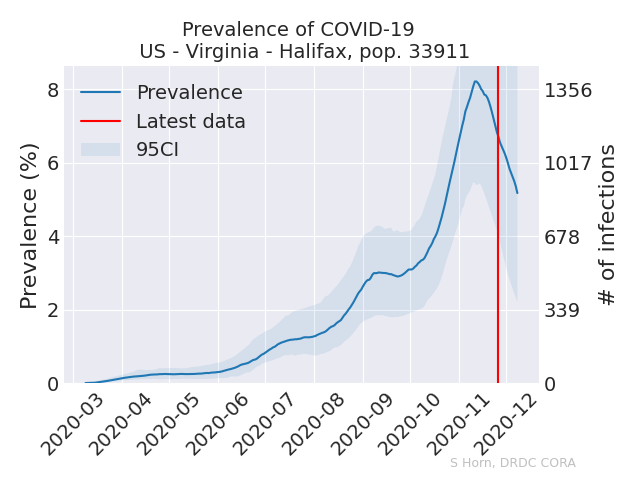 Prevalence of COVID-19
US - Virginia - Halifax, pop. 33911
Prevalence
Latest data
95CI
Prevalence (%)
8
6
4
2
0
1356
1017
678
339
0
# of infections
2020-03
2020-04
2020-05
2020-06
2020-07
2020-08
2020-09
2020-10
2020-11
2020-12
S Horn, DRDC CORA